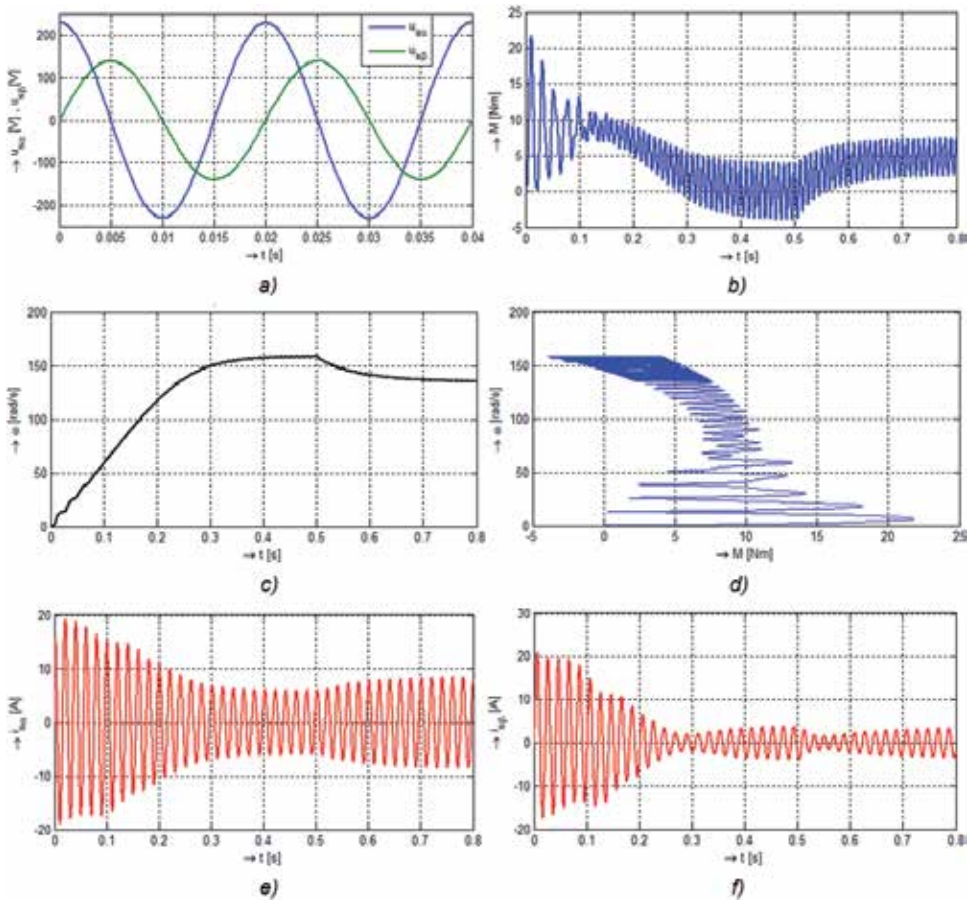 200
100
0
-100
-200
→ u_sα [V] , u_sβ [V]
u_sα
u_sβ
0 0.005 0.01 0.015 0.02 0.025 0.03 0.035 0.04
→ t [s]
a)
25
20
15
10
5
0
-5
→ M [Nm]
0 0.1 0.2 0.3 0.4 0.5 0.6 0.7 0.8
→ t [s]
b)
200
150
100
50
0
→ ω [rad/s]
0 0.1 0.2 0.3 0.4 0.5 0.6 0.7 0.8
→ t [s]
c)
200
150
100
50
0
→ ω [rad/s]
-5 0 5 10 15 20 25
→ M [Nm]
d)
20
10
0
-10
-20
→ i_sα [A]
0 0.1 0.2 0.3 0.4 0.5 0.6 0.7 0.8
→ t [s]
e)
30
20
10
0
-10
-20
→ i_sβ [A]
0 0.1 0.2 0.3 0.4 0.5 0.6 0.7 0.8
→ t [s]
f)